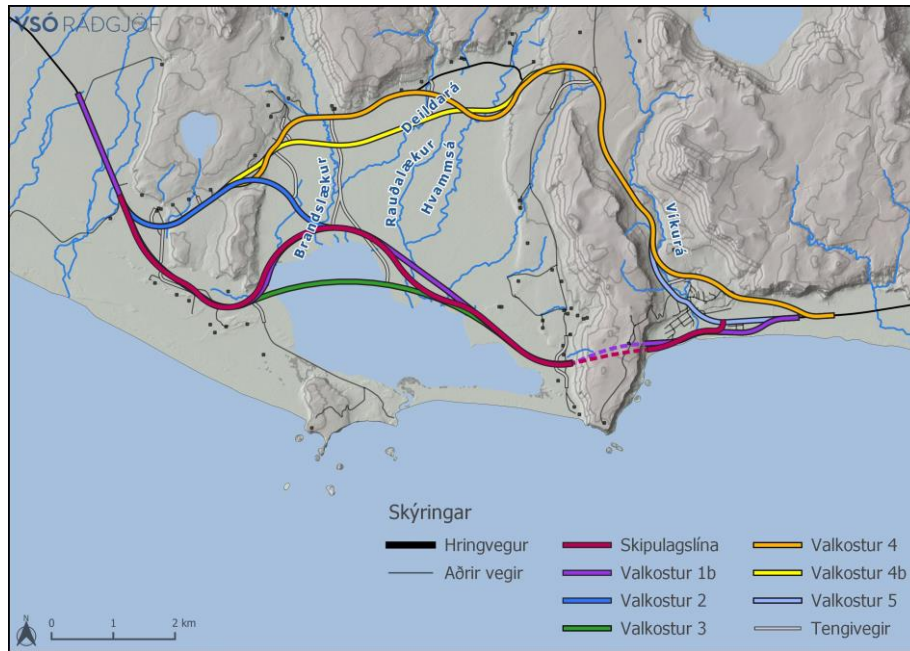 VSÓ RÁÐGJÖF
Deildará
Rauðalækur
Hvammsá
Brandslækur
Víkurá
Skýringar
Hringvegur
Aðrir vegir
Skipulagslína
Valkostur 1b
Valkostur 2
Valkostur 3
Valkostur 4
Valkostur 4b
Valkostur 5
Tengivegir
N
0 1 2 km